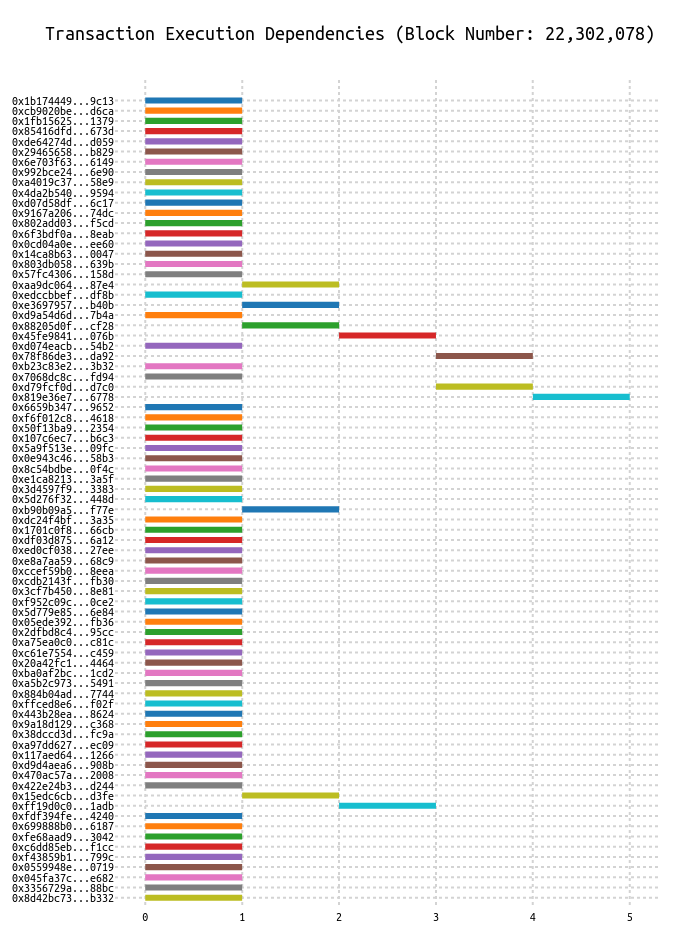 Transaction Execution Dependencies (Block Number: 22,302,078)
0x1b174449...9c13
0xcb9020be...d6ca
0x1fb15625...1379
0x85416dfd...673d
0xde64274d...d059
0x29465658...b829
0x6e703f63...6149
0x992bce24...6e90
0xa4019c37...58e9
0x4da2b540...9594
0xd07d58df...6c17
0x9167a206...74dc
0x802add03...f5cd
0x6f3bdf0a...8eab
0x0cd04a0e...ee60
0x14ca8b63...0047
0x803db058...639b
0x57fc4306...158d
0xaa9dc064...87e4
0xedccbbef...df8b
0xe3697957...b40b
0xd9a54d6d...7b4a
0x88205d0f...cf28
0x45fe9841...076b
0xd074eacb...54b2
0x78f86de3...da92
0xb23c83e2...3b32
0x7068dc8c...fd94
0xd79fcf0d...d7c0
0x819e36e7...6778
0x6659b347...9652
0xf6f012c8...4618
0x50f13ba9...2354
0x107c6ec7...b6c3
0x5a9f513e...09fc
0x0e943c46...58b3
0x8c54bdbe...0f4c
0xe1ca8213...3a5f
0x3d4597f9...3383
0x5d276f32...448d
0xb90b09a5...f77e
0xdc24f4bf...3a35
0x1701c0f8...66cb
0xdf03d875...6a12
0xed0cf038...27ee
0xe8a7aa59...68c9
0xccef59b0...8eea
0xcdb2143f...fb30
0x3cf7b450...8e81
0xf952c09c...0ce2
0x5d779e85...6e84
0x05ede392...fb36
0x2dfbd8c4...95cc
0xa75ea0c0...c81c
0xc61e7554...c459
0x20a42fc1...4464
0xba0af2bc...1cd2
0xa5b2c973...5491
0x884b04ad...7744
0xffced8e6...f02f
0x443b28ea...8624
0x9a18d129...c368
0x38dccd3d...fc9a
0xa97dd627...ec09
0x117aed64...1266
0xd9d4aea6...908b
0x470ac57a...2008
0x422e24b3...d244
0x15edc6cb...d3fe
0xff19d0c0...1adb
0xfdf394fe...4240
0x699888b0...6187
0xfe68aad9...3042
0xc6dd85eb...f1cc
0xf43859b1...799c
0x0559948e...0719
0x045fa37c...e682
0x3356729a...88bc
0x8d42bc73...b332
0 1 2 3 4 5